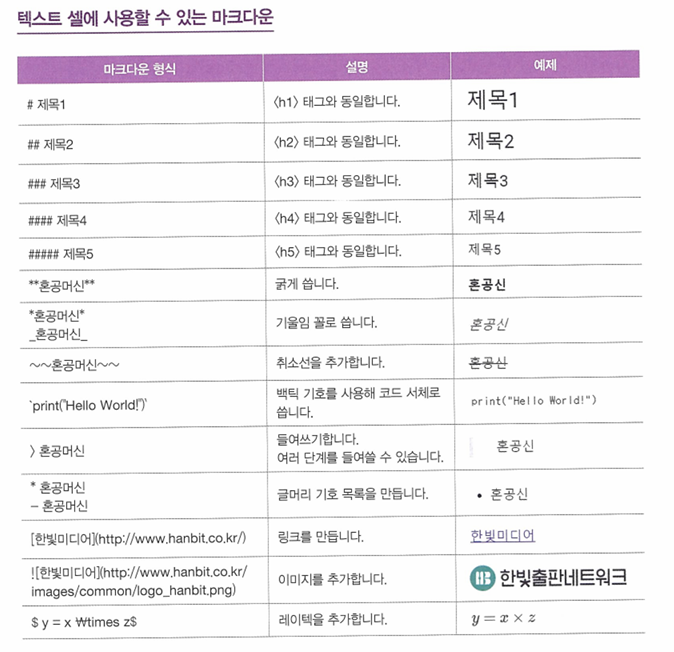 텍스트 셀에 사용할 수 있는 마크다운
마크다운 형식 설명 예제
# 제목1 〈h1〉 태그와 동일합니다. 제목1
## 제목2 〈h2〉 태그와 동일합니다. 제목2
### 제목3 〈h3〉 태그와 동일합니다. 제목3
#### 제목4 〈h4〉 태그와 동일합니다. 제목4
##### 제목5 〈h5〉 태그와 동일합니다. 제목5
**혼공머신** 굵게 씁니다. 혼공신
*혼공머신*
_혼공머신_ 기울임 꼴로 씁니다. 혼공신
~~혼공머신~~ 취소선을 추가합니다. 혼공신
`print("Hello World!")` 백틱 기호를 사용해 코드 서체로
씁니다. print("Hello World!")
〉 혼공머신 들여쓰기합니다.
여러 단계를 들여쓸 수 있습니다. 혼공신
* 혼공머신
- 혼공머신 글머리 기호 목록을 만듭니다. • 혼공신
[한빛미디어](http://www.hanbit.co.kr/) 링크를 만듭니다. 한빛미디어
![한빛미디어](http://www.hanbit.co.kr/
images/common/logo_hanbit.png) 이미지를 추가합니다. HB 한빛출판네트워크
$ y = x ₩times z$ 레이텍을 추가합니다. y = x × z